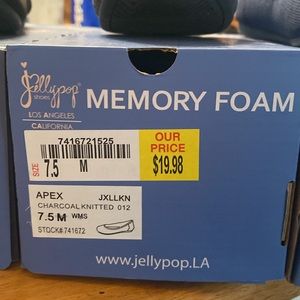 Jellypop
shoes
LOS ANGELES
CALIFORNIA
MEMORY FOAM
7416721525
SIZE 7.5 M
OUR
PRICE
$19.98
APEX JXLLKN
CHARCOAL KNITTED 012
7.5 M WMS
STOCK# 741672
www.jellypop.LA